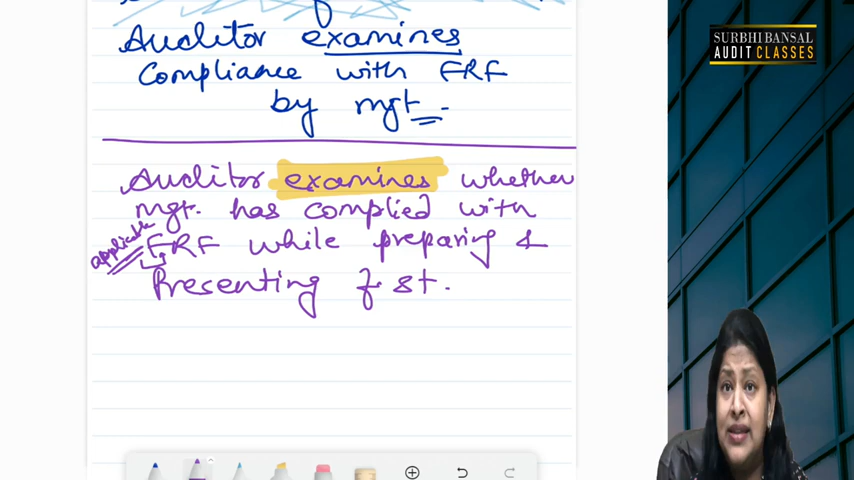 Auditor examines
Compliance with FRF
by mgt.
Auditor examines whether
mgt. has complied with
applicable FRF while preparing &
Presenting f. st.
SURBHI BANSAL
AUDIT CLASSES